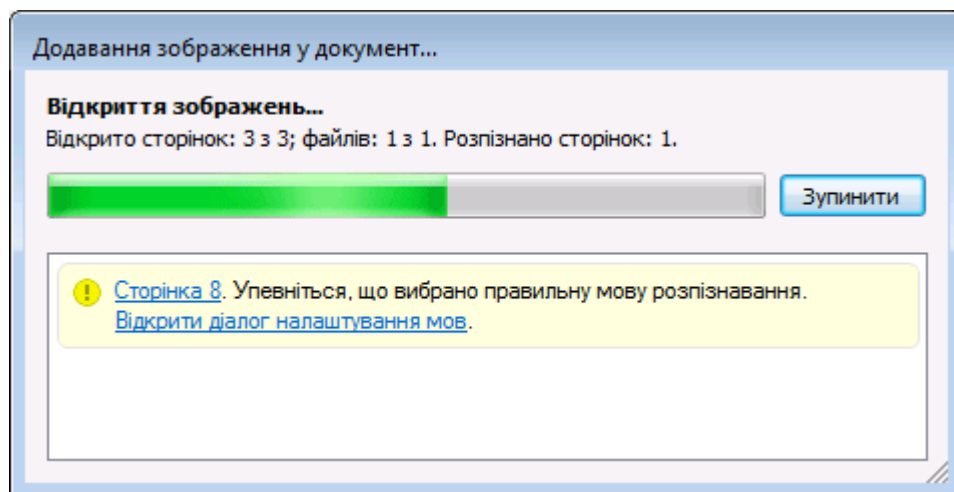 Додавання зображення у документ...
Відкриття зображень...
Відкрито сторінок: 3 з 3; файлів: 1 з 1. Розпізнано сторінок: 1.
Зупинити
Сторінка 8. Упевніться, що вибрано правильну мову розпізнавання.
Відкрити діалог налаштування мов.